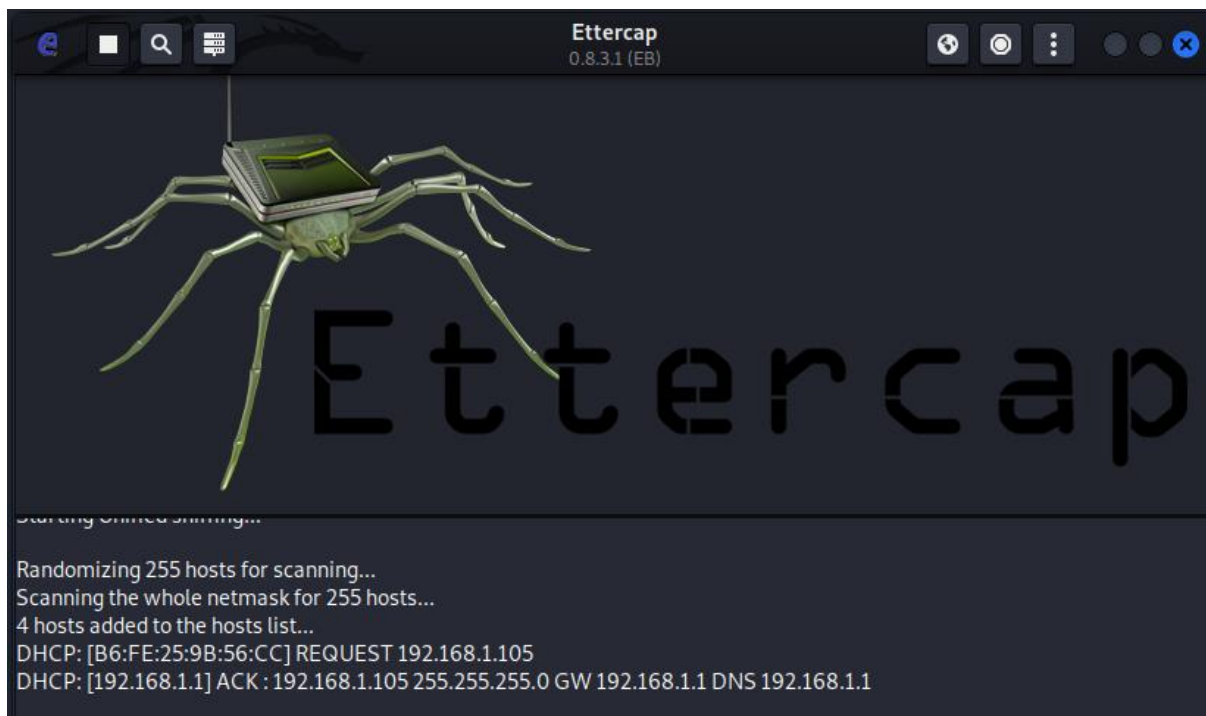 Ettercap
0.8.3.1 (EB)
Ettercap
Starting Unified sniffing...
Randomizing 255 hosts for scanning...
Scanning the whole netmask for 255 hosts...
4 hosts added to the hosts list...
DHCP: [B6:FE:25:9B:56:CC] REQUEST 192.168.1.105
DHCP: [192.168.1.1] ACK : 192.168.1.105 255.255.255.0 GW 192.168.1.1 DNS 192.168.1.1